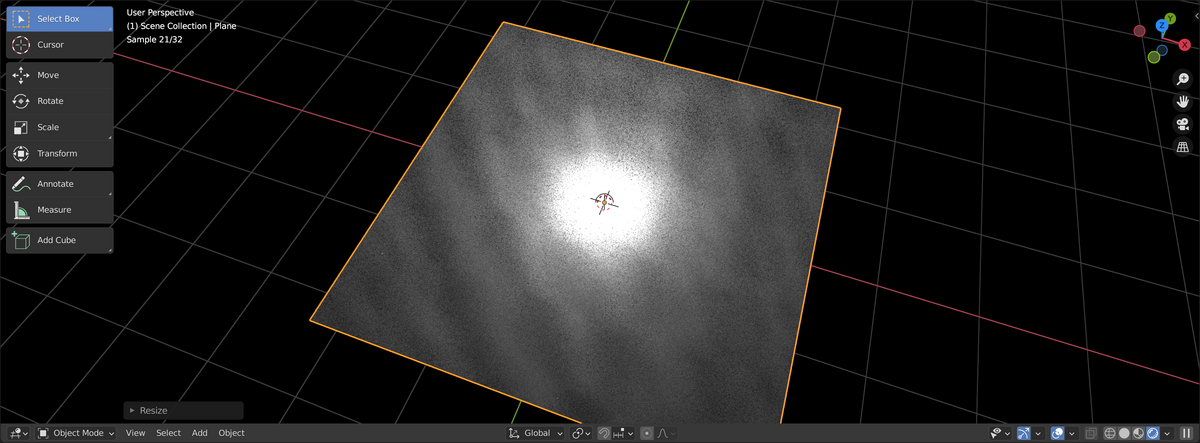 Select Box
Cursor
Move
Rotate
Scale
Transform
Annotate
Measure
Add Cube
User Perspective
(1) Scene Collection | Plane
Sample 21/32
Y
Z
X
Resize
Object Mode
View
Select
Add
Object
Global